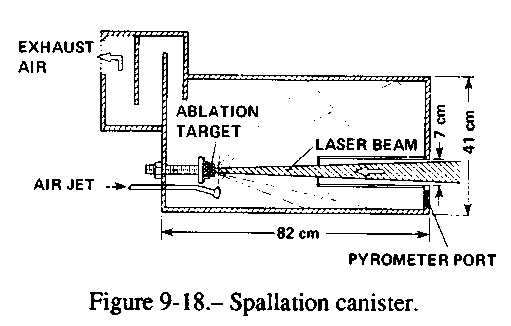 EXHAUST
AIR
ABLATION
TARGET
LASER BEAM
7 cm
41 cm
AIR JET
82 cm
PYROMETER PORT
Figure 9-18.– Spallation canister.